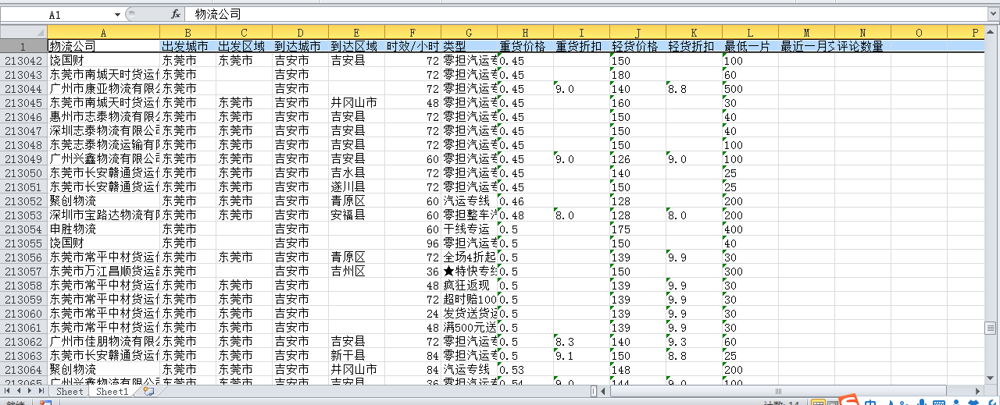 A1 fx 物流公司
A B C D E F G H I J K L M N O P
1 物流公司 出发城市 出发区域 到达城市 到达区域 时效/小时 类型 重货价格 重货折扣 轻货价格 轻货折扣 最低一片 最近一月 评论数量
213042 饶国财 东莞市 东莞市 吉安市 吉安县 72 零担汽运专 0.45 150 100
213043 东莞市南城天时货运 东莞市 吉安市 72 零担汽运专 0.45 180 60
213044 广州市康亚物流有限公 东莞市 吉安市 72 零担汽运专 0.45 9.0 140 8.8 500
213045 东莞市南城天时货运 东莞市 东莞市 吉安市 井冈山市 48 零担汽运专 0.45 160 30
213046 惠州市志泰物流有限公 东莞市 东莞市 吉安市 吉安县 72 零担汽运专 0.45 150 40
213047 深圳志泰物流有限公司 东莞市 东莞市 吉安市 吉安县 72 零担汽运专 0.45 150 40
213048 东莞志泰物流运输有限 东莞市 东莞市 吉安市 吉安县 72 零担汽运专 0.45 150 100
213049 广州兴鑫物流有限公司 东莞市 东莞市 吉安市 吉安县 60 零担汽运专 0.45 9.0 126 9.0 100
213050 东莞市长安赣通货运 东莞市 东莞市 吉安市 吉水县 72 零担汽运专 0.45 140 25
213051 东莞市长安赣通货运 东莞市 东莞市 吉安市 遂川县 72 零担汽运专 0.45 150 25
213052 聚创物流 东莞市 东莞市 吉安市 青原区 60 汽运专线 0.46 128 200
213053 深圳市宝路达物流有限 东莞市 东莞市 吉安市 安福县 60 零担整车汽 0.48 8.0 128 8.0 200
213054 申胜物流 东莞市 吉安市 60 干线专运 0.5 175 400
213055 饶国财 东莞市 吉安市 96 零担汽运专 0.5 150 40
213056 东莞市常平中材货运 东莞市 东莞市 吉安市 青原区 72 全场4折起 0.5 139 9.9 30
213057 东莞市万江昌顺货运部 东莞市 吉安市 吉州区 36 ★特快专线 0.5 150 300
213058 东莞市常平中材货运 东莞市 东莞市 吉安市 48 疯狂返现 0.5 139 9.9 30
213059 东莞市常平中材货运 东莞市 东莞市 吉安市 72 超时赔100 0.5 139 9.9 30
213060 东莞市常平中材货运 东莞市 东莞市 吉安市 24 发货送货 0.5 139 9.9 30
213061 东莞市常平中材货运 东莞市 东莞市 吉安市 48 满500元送 0.5 139 9.9 30
213062 广州市佳朋物流有限公 东莞市 东莞市 吉安市 吉安县 72 零担汽运专 0.5 8.3 140 9.3 60
213063 东莞市长安赣通货运 东莞市 东莞市 吉安市 新干县 84 零担汽运专 0.5 9.1 150 8.8 25
213064 聚创物流 东莞市 东莞市 吉安市 井冈山市 84 汽运专线 0.53 148 200
213065 广州兴鑫物流有限公司 东莞市 东莞市 吉安市 吉安县 36 零担汽运专 0.54 9.0 144 9.0 100
Sheet Sheet1
就绪 计数: 14 中